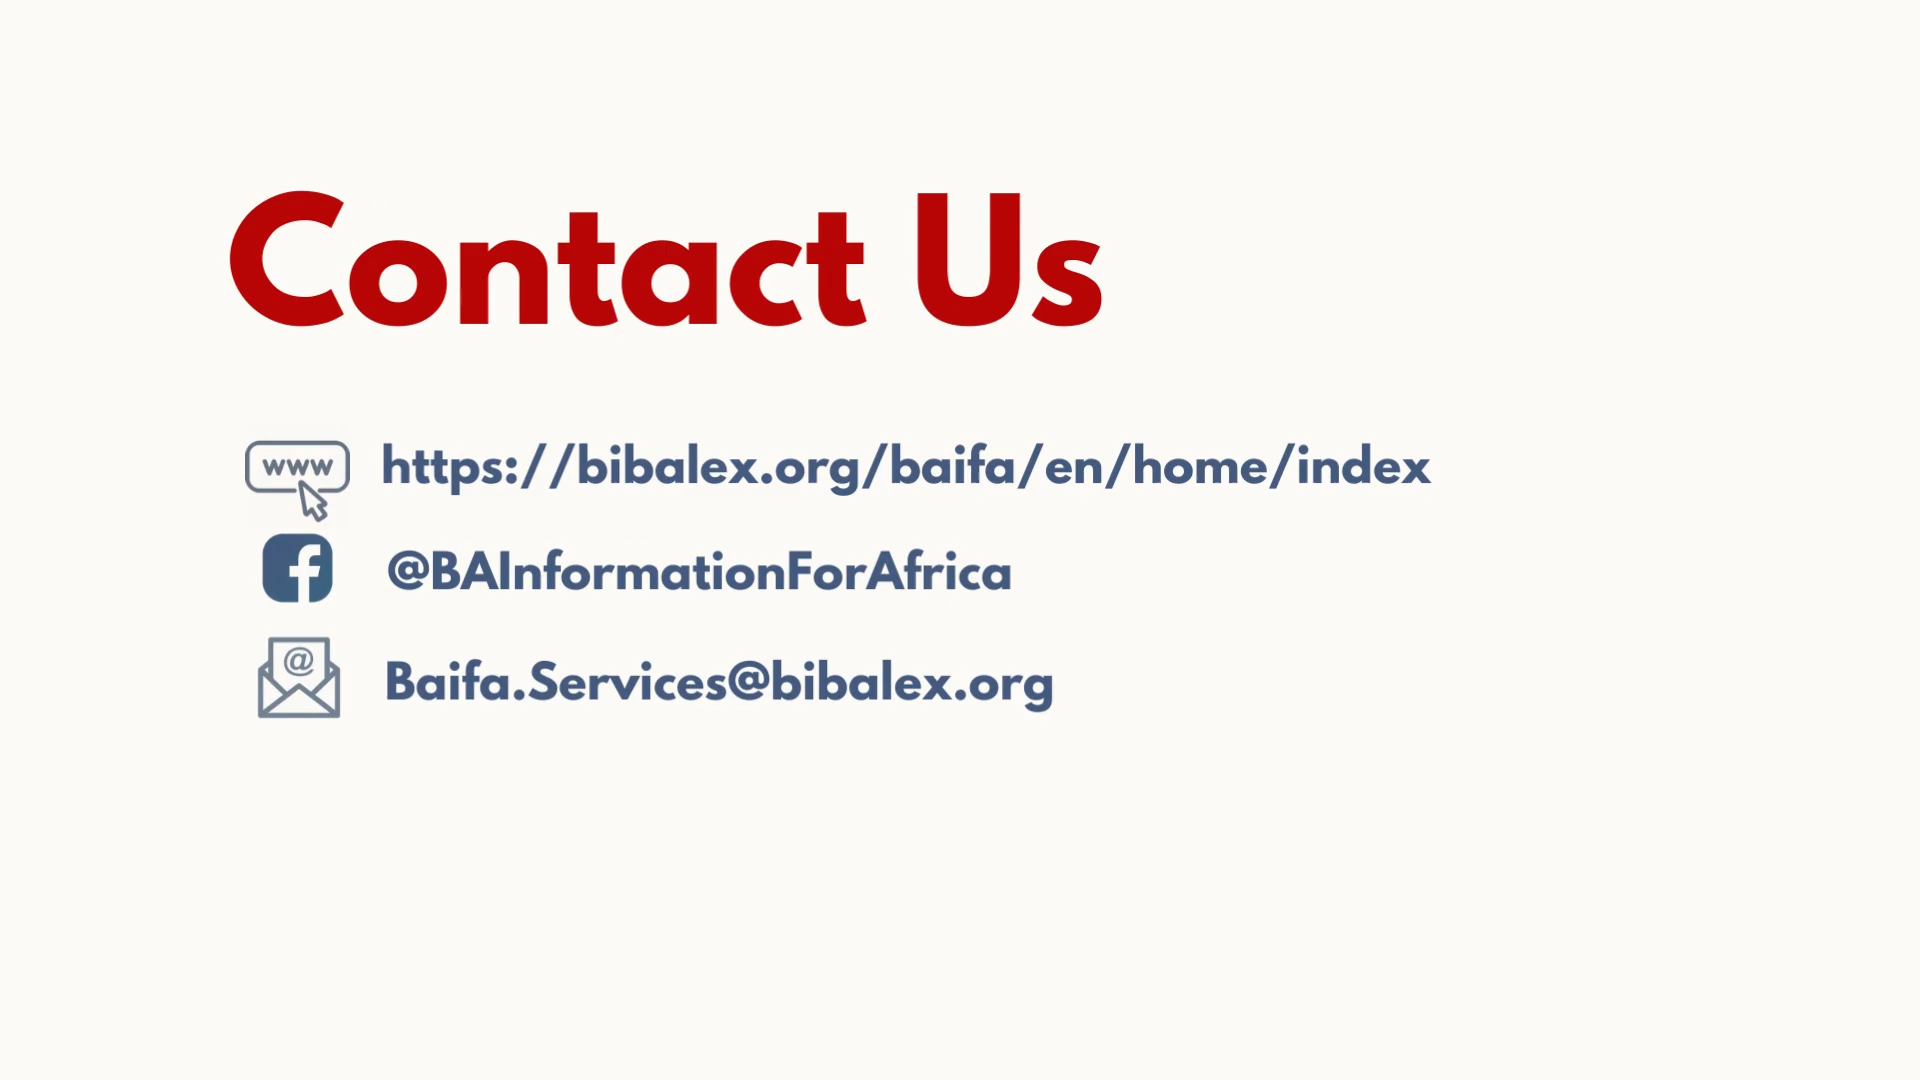 Contact Us
www
https://bibalex.org/baifa/en/home/index
@BAInformationForAfrica
@
Baifa.Services@bibalex.org